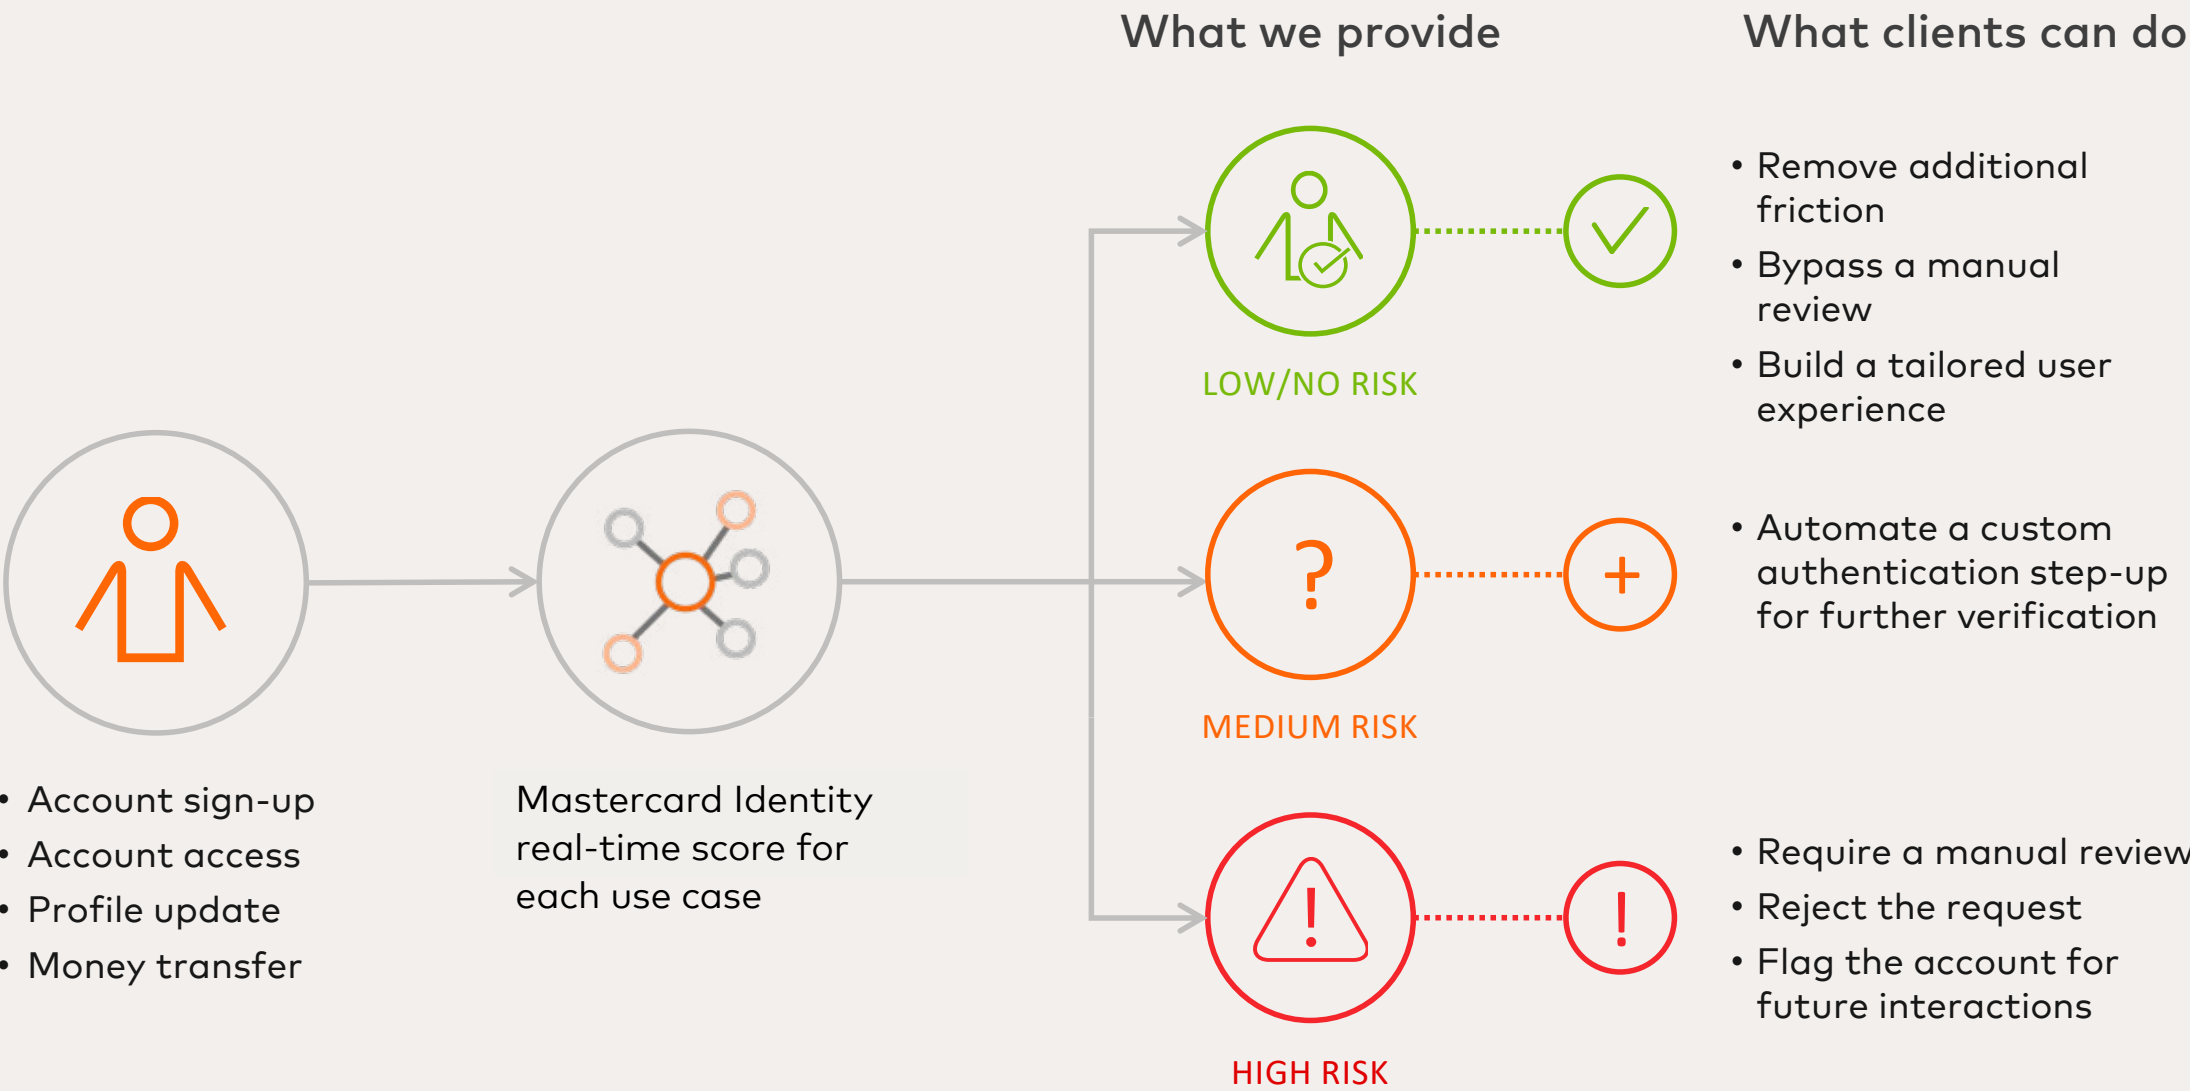 What we provide
What clients can do
• Remove additional
friction
• Bypass a manual
review
• Build a tailored user
experience
LOW/NO RISK
?
+
• Automate a custom
authentication step-up
for further verification
MEDIUM RISK
• Account sign-up
• Account access
• Profile update
• Money transfer
Mastercard Identity
real-time score for
each use case
!
!
• Require a manual review
• Reject the request
• Flag the account for
future interactions
HIGH RISK